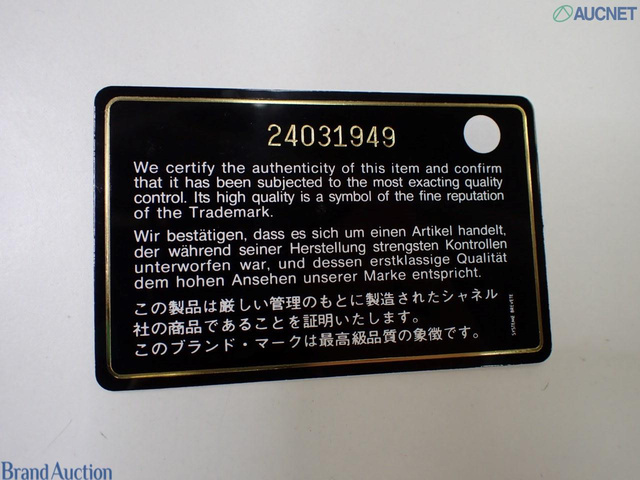 AUCNET
24031949
We certify the authenticity of this item and confirm
that it has been subjected to the most exacting quality
control. Its high quality is a symbol of the fine reputation
of the Trademark.
Wir bestätigen, dass es sich um einen Artikel handelt,
der während seiner Herstellung strengsten Kontrollen
unterworfen war, und dessen erstklassige Qualität
dem hohen Ansehen unserer Marke entspricht.
この製品は厳しい管理のもとに製造されたシャネル
社の商品であることを証明いたします。
このブランド・マークは最高級品質の象徴です。
SYSTEME BREVETE
Brand Auction